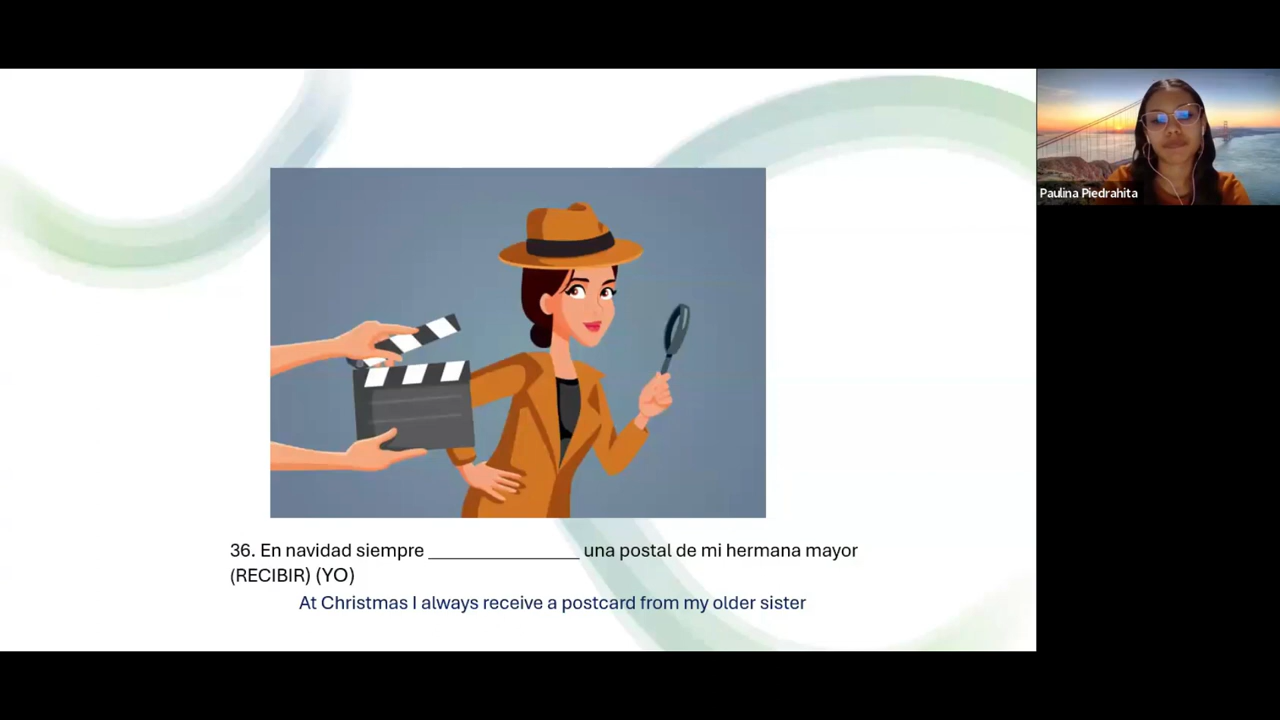 Paulina Piedrahita
36. En navidad siempre _______________ una postal de mi hermana mayor
(RECIBIR) (YO)
At Christmas I always receive a postcard from my older sister